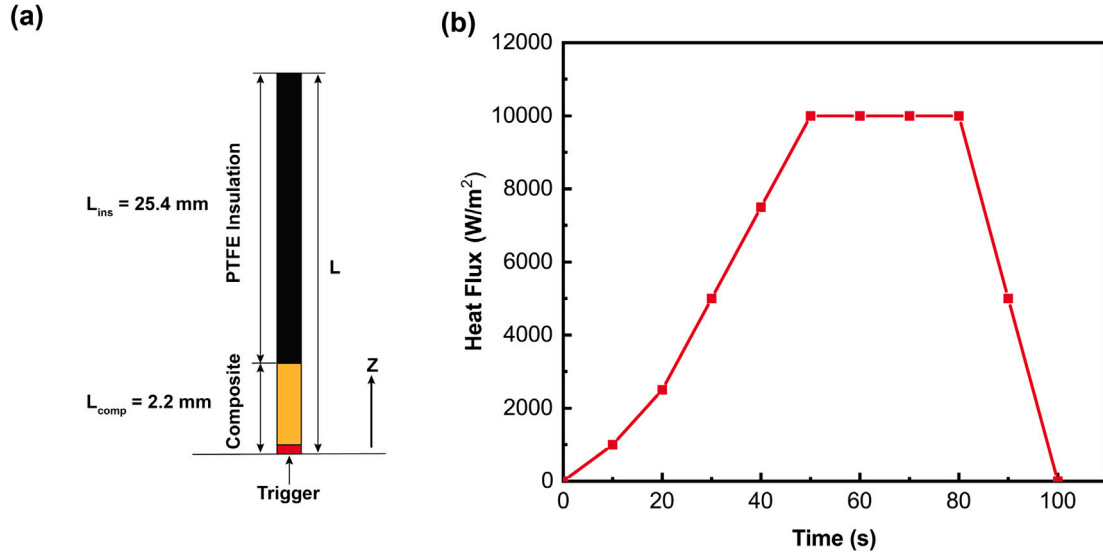 (a)
L_ins = 25.4 mm
PTFE Insulation
L
L_comp = 2.2 mm
Composite
Z
Trigger
(b)
12000
10000
8000
6000
4000
2000
0
Heat Flux (W/m²)
0 20 40 60 80 100
Time (s)